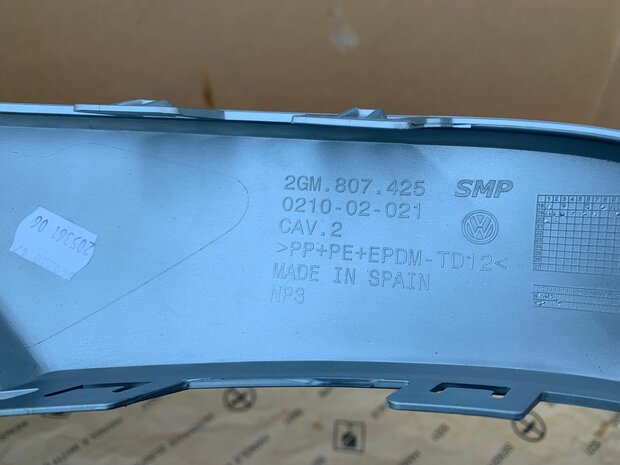 2GM.807.425 SMP
0210-02-021
CAV.2
>PP+PE+EPDM-TD12<
MADE IN SPAIN
NP3